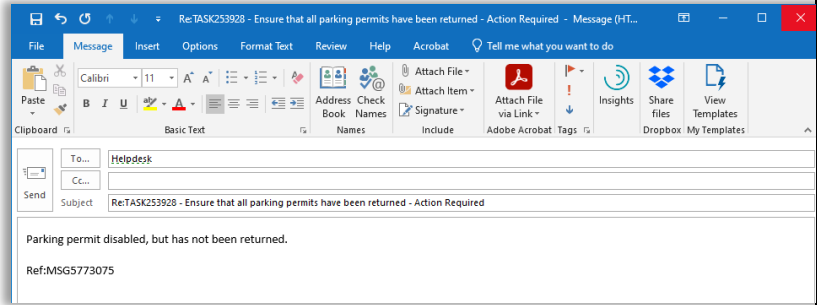 Re:TASK253928 - Ensure that all parking permits have been returned - Action Required - Message (HT...
File Message Insert Options Format Text Review Help Acrobat Tell me what you want to do
Calibri 11 A A Attach File
Attach Item
Signature
Paste B I U A
Address Book
Check Names
Attach File via Link
Insights
Share files
View Templates
Clipboard Basic Text Names Include Adobe Acrobat Tags Dropbox My Templates
To... Helpdesk
Cc...
Send
Subject Re:TASK253928 - Ensure that all parking permits have been returned - Action Required
Parking permit disabled, but has not been returned.
Ref:MSG5773075